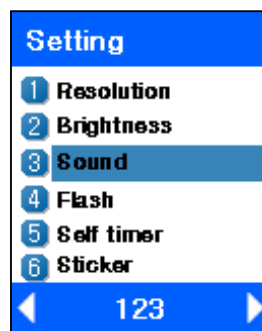 Setting
1 Resolution
2 Brightness
3 Sound
4 Flash
5 Self timer
6 Sticker
123